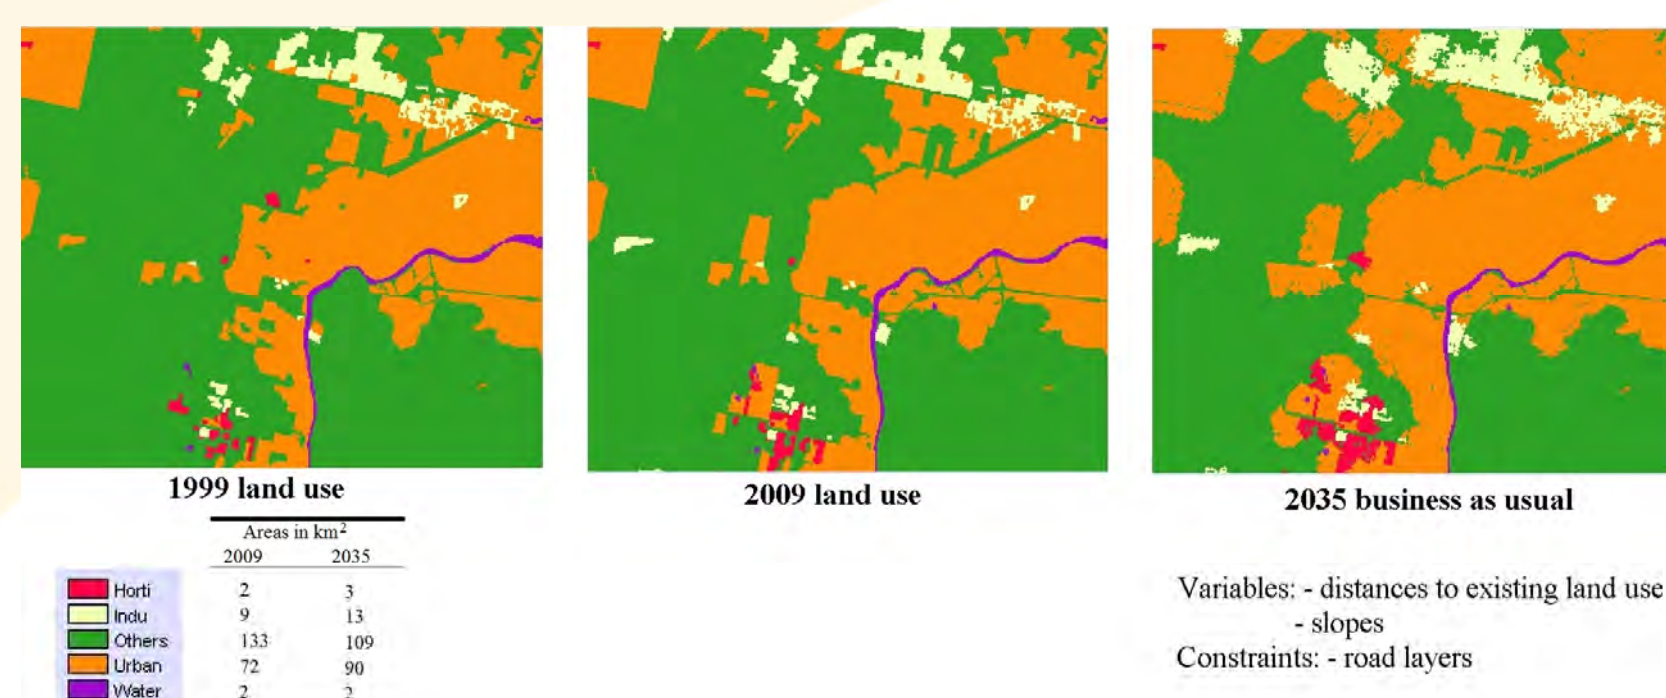 1999 land use
2009 land use
2035 business as usual
Areas in km²
2009 2035
Horti 2 3
Indu 9 13
Others 133 109
Urban 72 90
Water 2 2
Variables: - distances to existing land use
- slopes
Constraints: - road layers